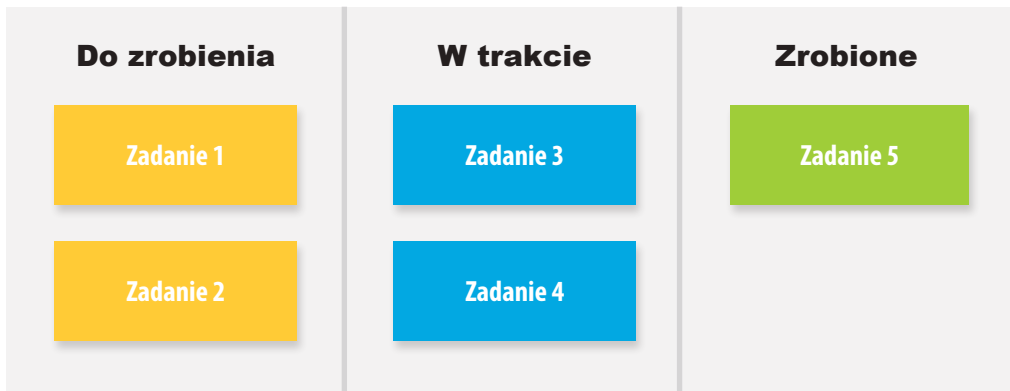 Do zrobienia
Zadanie 1
Zadanie 2
W trakcie
Zadanie 3
Zadanie 4
Zrobione
Zadanie 5